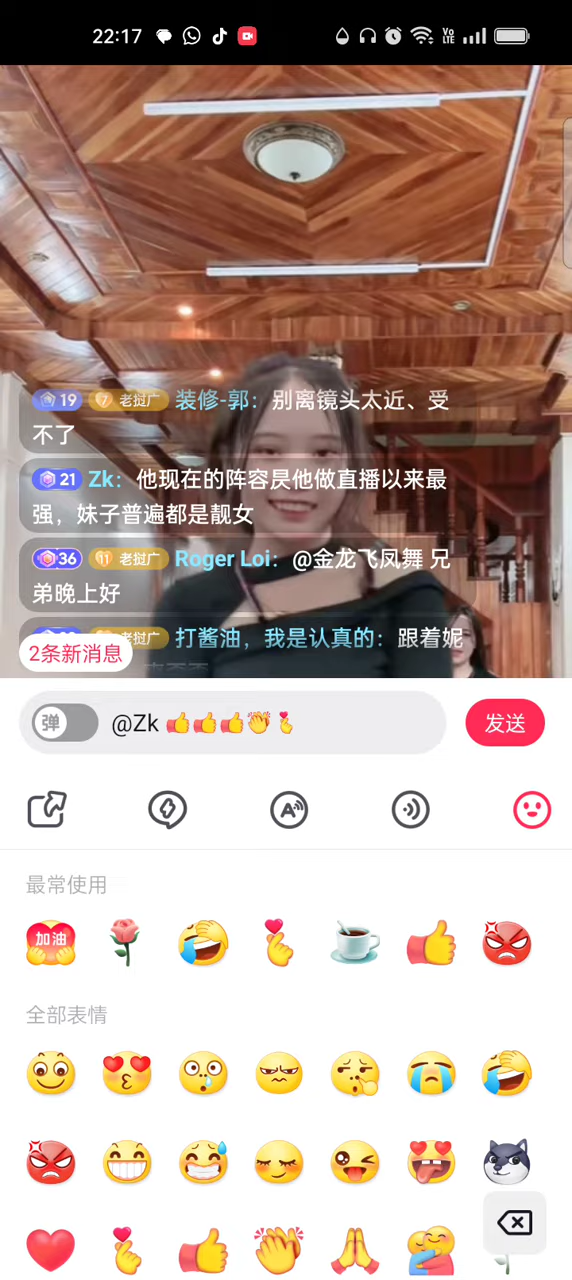 22:17
Vo LTE
19 7 老挝广 装修-郭：别离镜头太近、受
不了
21 Zk：他现在的阵容是他做直播以来最
强，妹子普遍都是靓女
36 11 老挝广 Roger Loi：@金龙飞凤舞 兄
弟晚上好
老挝广 打酱油，我是认真的：跟着妮
2条新消息
弹 @Zk 发送
A
最常使用
加油
全部表情